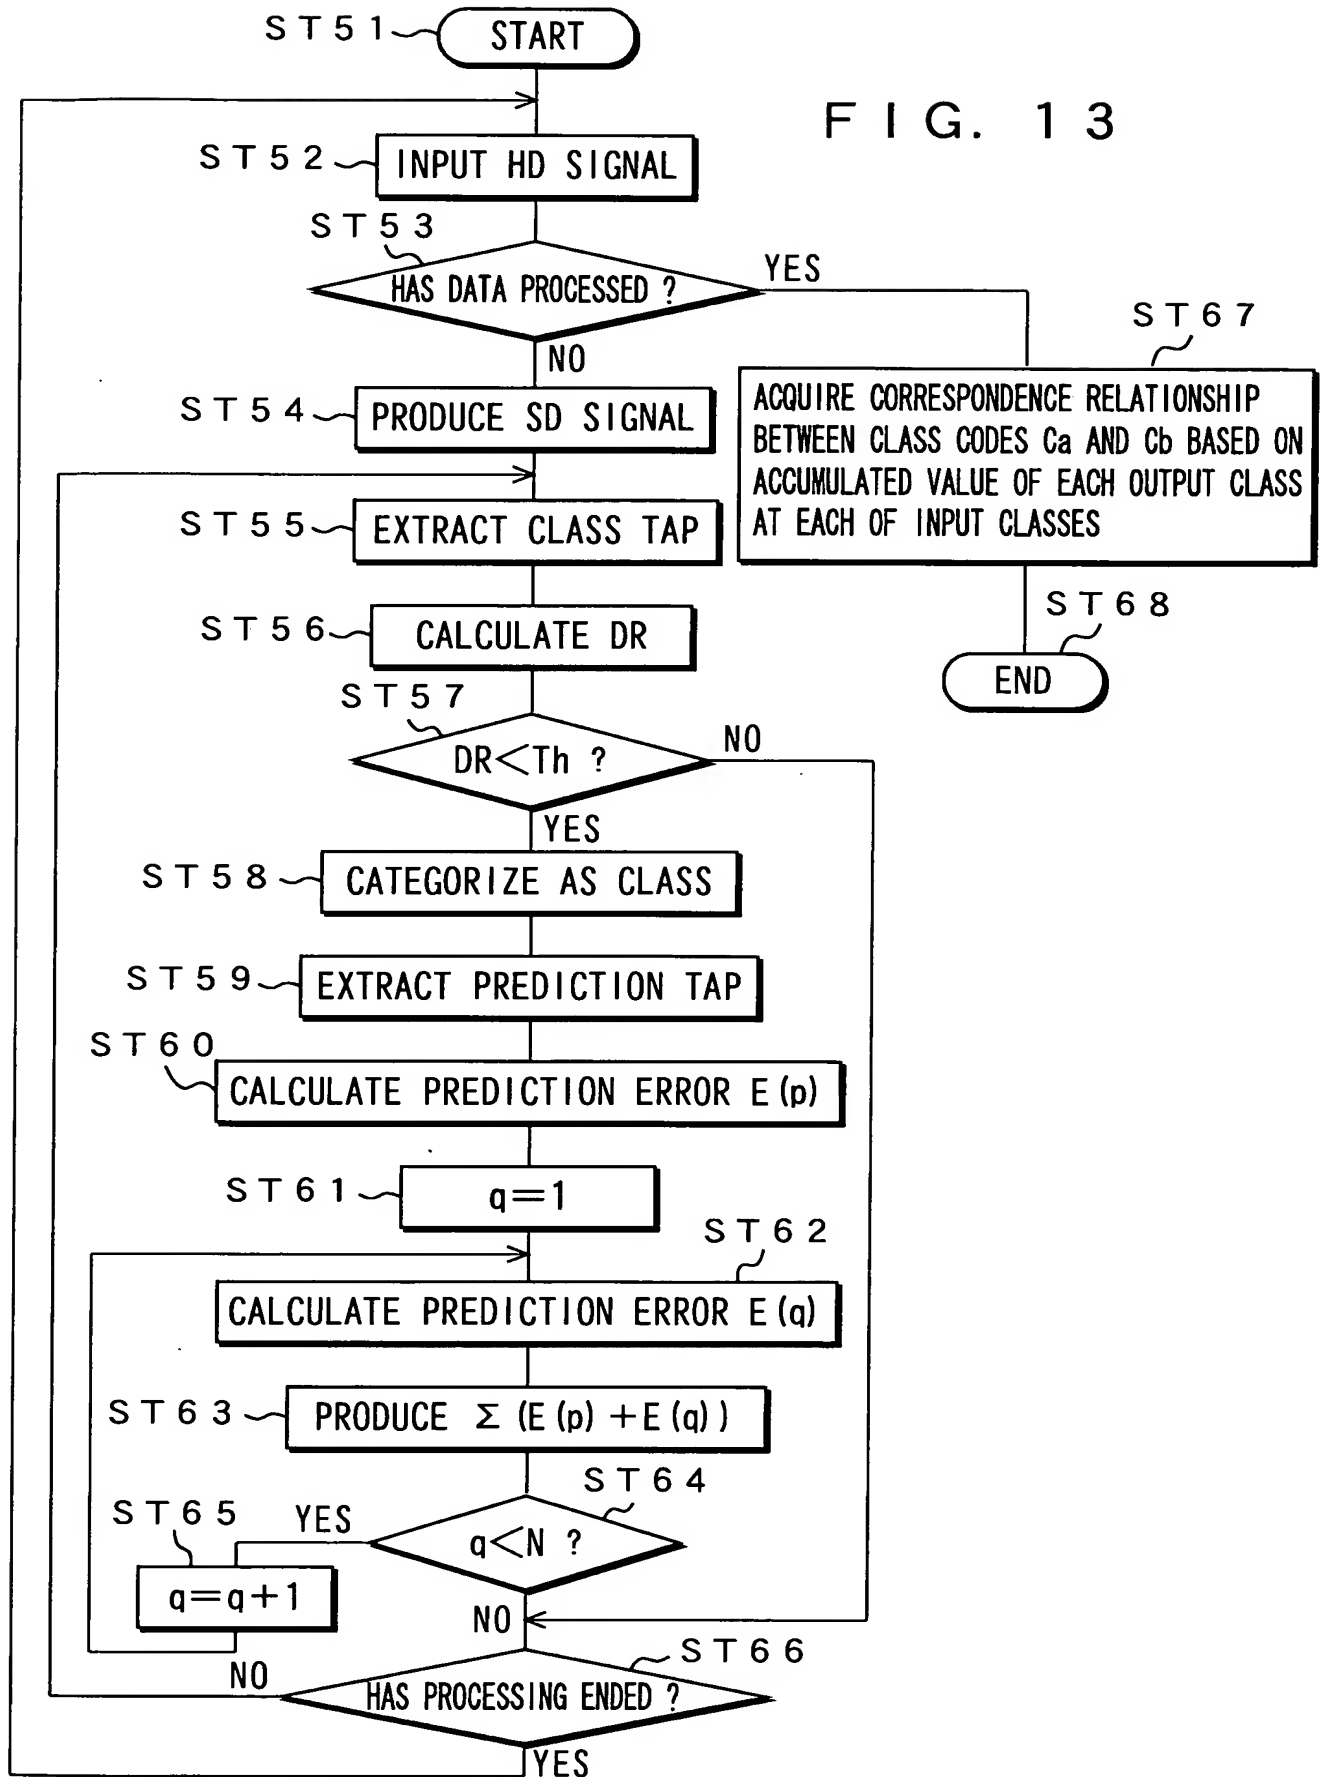 ST51
START
FIG. 13
ST52
INPUT HD SIGNAL
ST53
HAS DATA PROCESSED ?
YES
NO
ST67
ACQUIRE CORRESPONDENCE RELATIONSHIP
BETWEEN CLASS CODES Ca AND Cb BASED ON
ACCUMULATED VALUE OF EACH OUTPUT CLASS
AT EACH OF INPUT CLASSES
ST68
END
ST54
PRODUCE SD SIGNAL
ST55
EXTRACT CLASS TAP
ST56
CALCULATE DR
ST57
DR<Th ?
NO
YES
ST58
CATEGORIZE AS CLASS
ST59
EXTRACT PREDICTION TAP
ST60
CALCULATE PREDICTION ERROR E(p)
ST61
q=1
ST62
CALCULATE PREDICTION ERROR E(q)
ST63
PRODUCE Σ(E(p)+E(q))
ST64
q<N ?
YES
ST65
q=q+1
NO
ST66
HAS PROCESSING ENDED ?
NO
YES